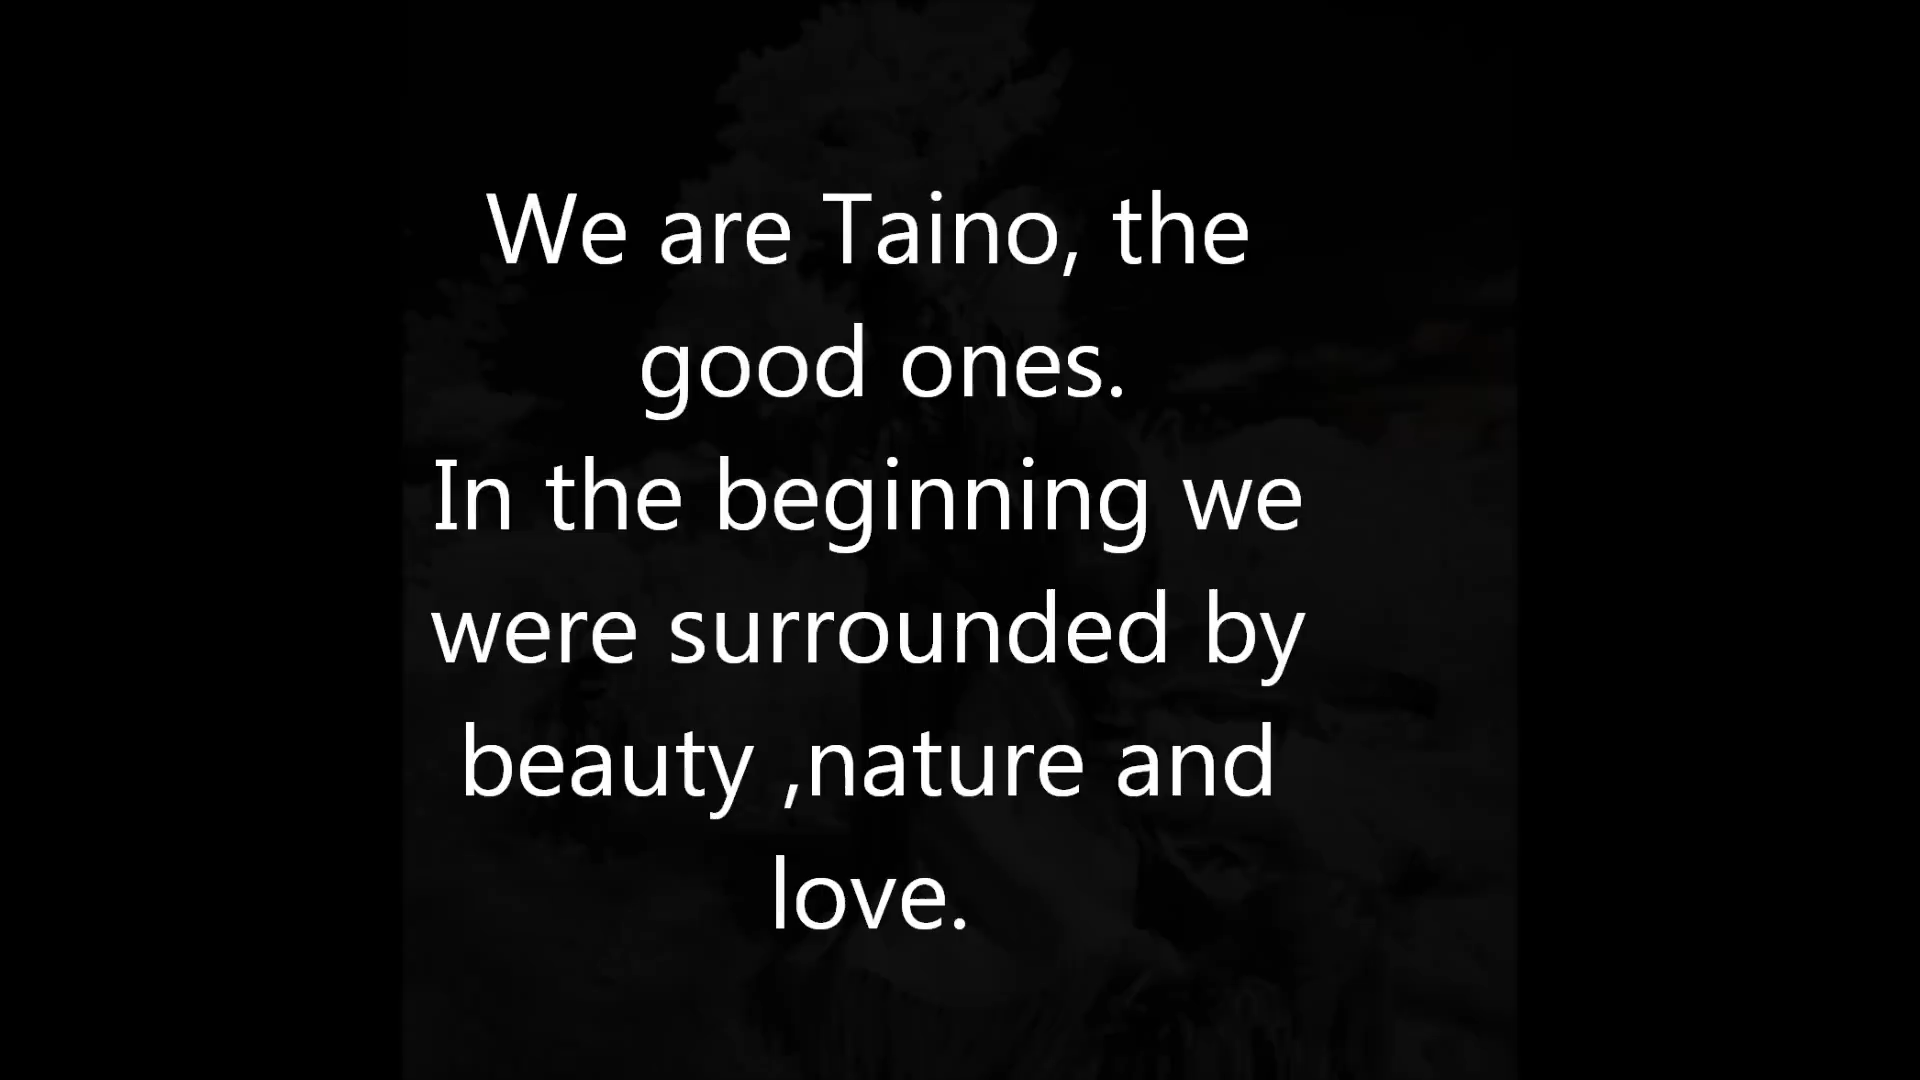 We are Taino, the
good ones.
In the beginning we
were surrounded by
beauty ,nature and
love.